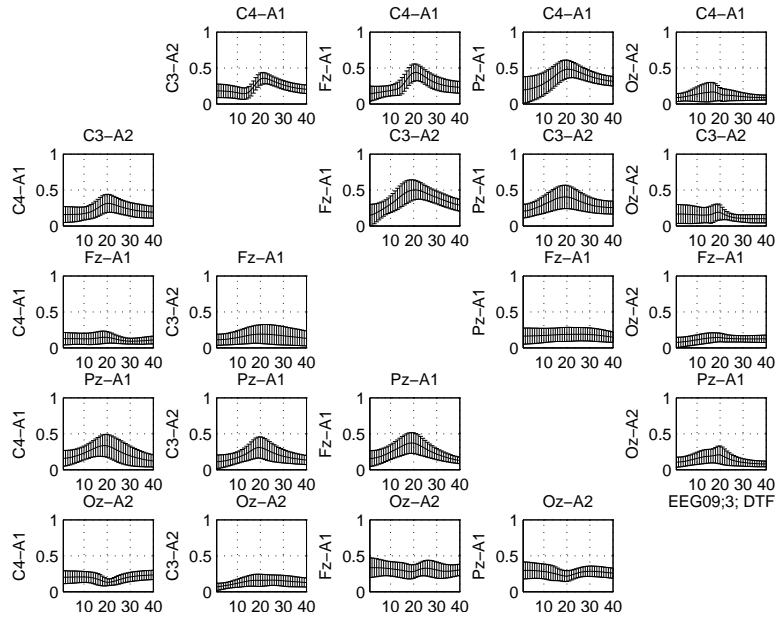 C4−A1 C4−A1 C4−A1 C4−A1
C3−A2 Fz−A1 Pz−A1 Oz−A2
1 1 1 1
0.5 0.5 0.5 0.5
0 0 0 0
10 20 30 40 10 20 30 40 10 20 30 40 10 20 30 40
C3−A2 C3−A2 C3−A2 C3−A2
C4−A1 Fz−A1 Pz−A1 Oz−A2
1 1 1 1
0.5 0.5 0.5 0.5
0 0 0 0
10 20 30 40 10 20 30 40 10 20 30 40 10 20 30 40
Fz−A1 Fz−A1 Fz−A1 Fz−A1
C4−A1 C3−A2 Pz−A1 Oz−A2
1 1 1 1
0.5 0.5 0.5 0.5
0 0 0 0
10 20 30 40 10 20 30 40 10 20 30 40 10 20 30 40
Pz−A1 Pz−A1 Pz−A1 Pz−A1
C4−A1 C3−A2 Fz−A1 Oz−A2
1 1 1 1
0.5 0.5 0.5 0.5
0 0 0 0
10 20 30 40 10 20 30 40 10 20 30 40 10 20 30 40
EEG09;3; DTF
Oz−A2 Oz−A2 Oz−A2 Oz−A2
C4−A1 C3−A2 Fz−A1 Pz−A1
1 1 1 1
0.5 0.5 0.5 0.5
0 0 0 0
10 20 30 40 10 20 30 40 10 20 30 40 10 20 30 40